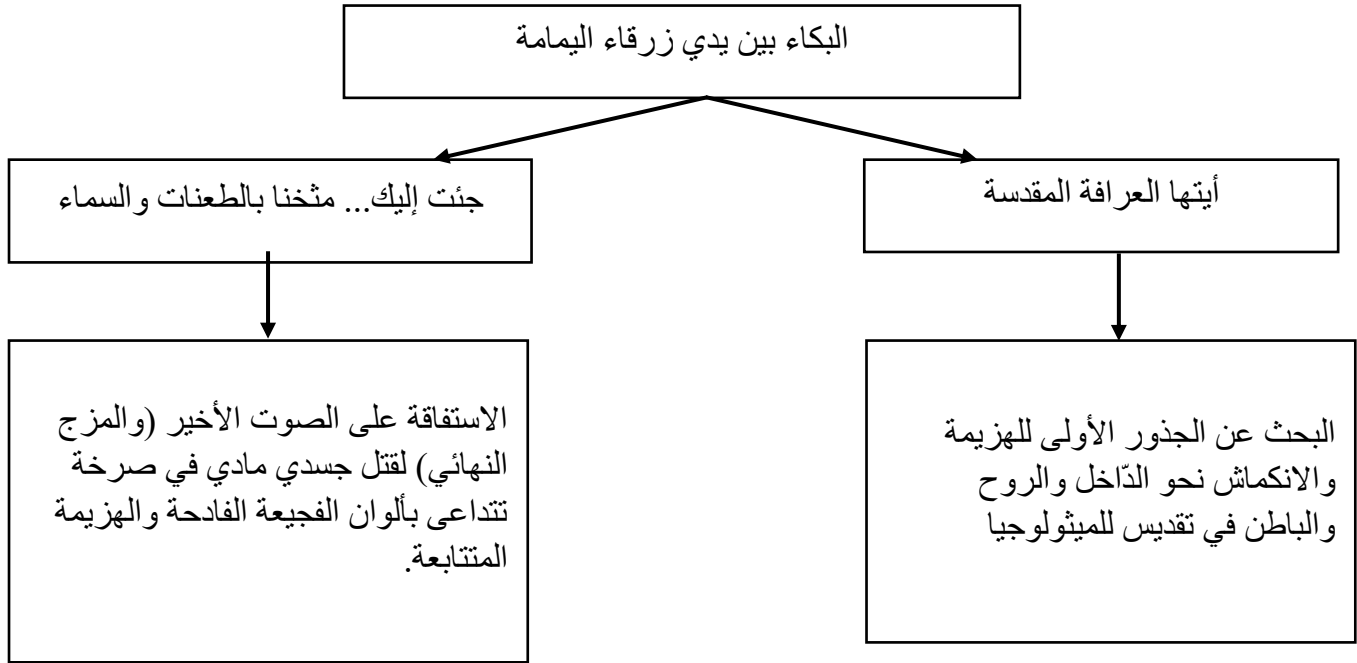 البكاء بين يدي زرقاء اليمامة
أيتها العرافة المقدسة
جئت إليك... مثخنا بالطعنات والسماء
البحث عن الجذور الأولى للهزيمة
والانكماش نحو الدّاخل والروح
والباطن في تقديس للميثولوجيا
الاستفاقة على الصوت الأخير (والمزج
النهائي) لقتل جسدي مادي في صرخة
تتداعى بألوان الفجيعة الفادحة والهزيمة
المتتابعة.